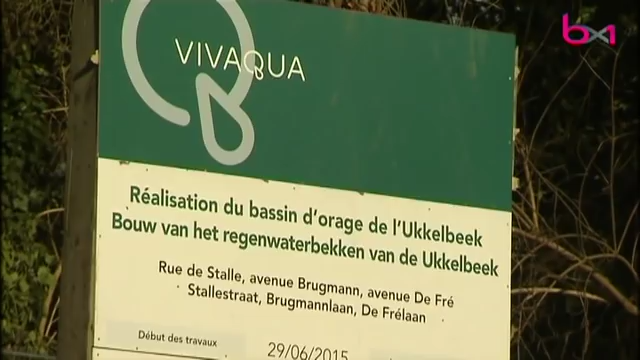 bx1
VIVAQUA
Réalisation du bassin d'orage de l'Ukkelbeek
Bouw van het regenwaterbekken van de Ukkelbeek
Rue de Stalle, avenue Brugmann, avenue De Fré
Stallestraat, Brugmannlaan, De Frélaan
Début des travaux
29/06/2015